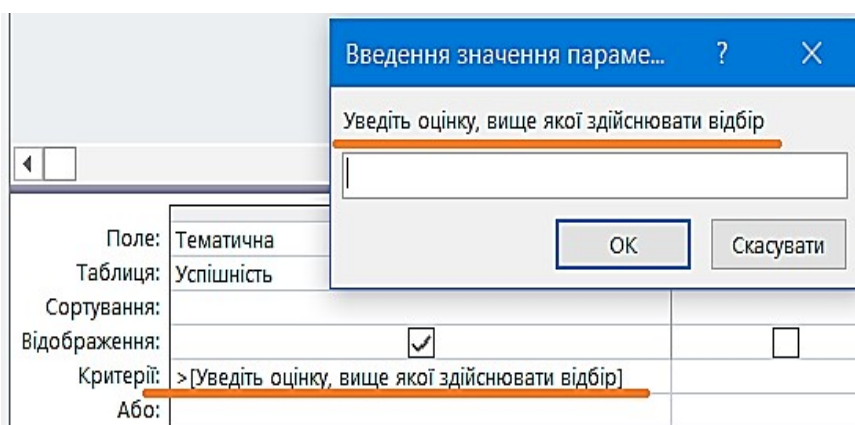 Введення значення параме... ? ×
Уведіть оцінку, вище якої здійснювати відбір
ОК Скасувати
Поле: Тематична
Таблиця: Успішність
Сортування:
Відображення:
Критерії: >[Уведіть оцінку, вище якої здійснювати відбір]
Або: